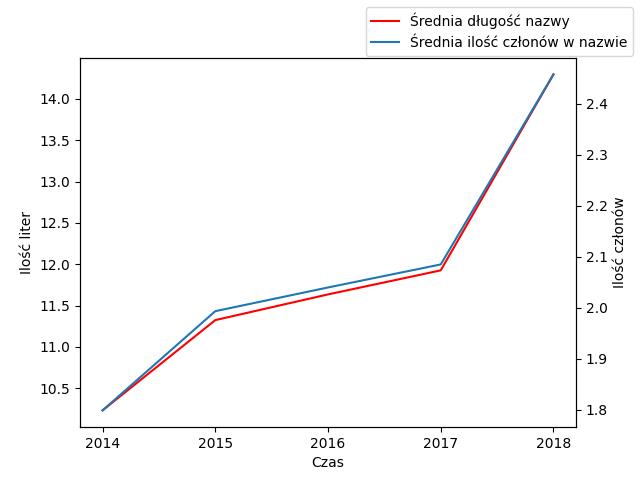 Średnia długość nazwy
Średnia ilość członów w nazwie
14.0
13.5
13.0
12.5
12.0
11.5
11.0
10.5
Ilość liter
2.4
2.3
2.2
2.1
2.0
1.9
1.8
Ilość członów
2014 2015 2016 2017 2018
Czas